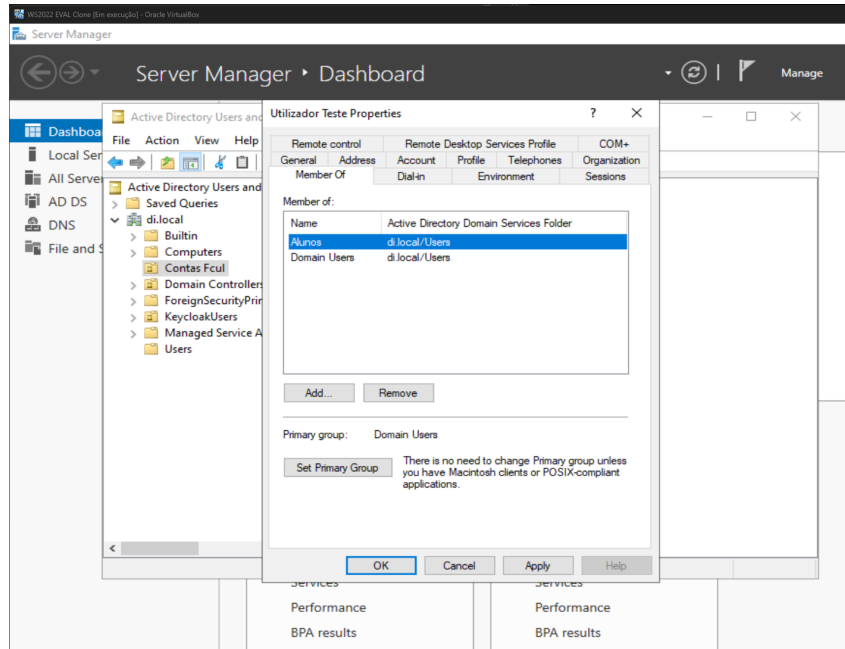 WS2022 EVAL Clone [Em execução] - Oracle VirtualBox
Server Manager
Server Manager • Dashboard
Manage
Dashboa
Local Ser
All Server
AD DS
DNS
File and S
Active Directory Users and
File Action View Help
Active Directory Users and
Saved Queries
di.local
Builtin
Computers
Contas Fcul
Domain Controllers
ForeignSecurityPrin
KeycloakUsers
Managed Service A
Users
Utilizador Teste Properties
Remote control Remote Desktop Services Profile COM+
General Address Account Profile Telephones Organization
Member Of Dial-in Environment Sessions
Member of:
Name Active Directory Domain Services Folder
Alunos di.local/Users
Domain Users di.local/Users
Add... Remove
Primary group: Domain Users
Set Primary Group
There is no need to change Primary group unless
you have Macintosh clients or POSIX-compliant
applications.
OK Cancel Apply Help
Services Services
Performance Performance
BPA results BPA results